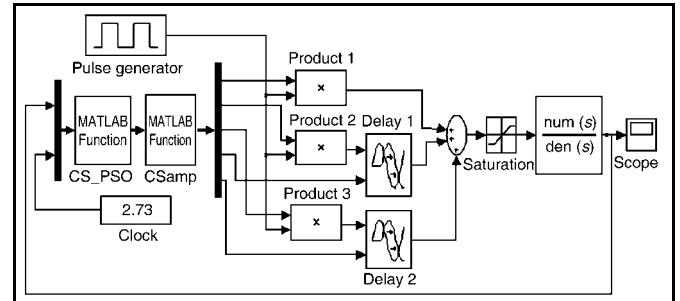 Pulse generator
Product 1
×
MATLAB
Function
CS_PSO
MATLAB
Function
CSamp
Product 2
×
Delay 1
Saturation
num (s)
den (s)
Scope
Product 3
×
Delay 2
2.73
Clock